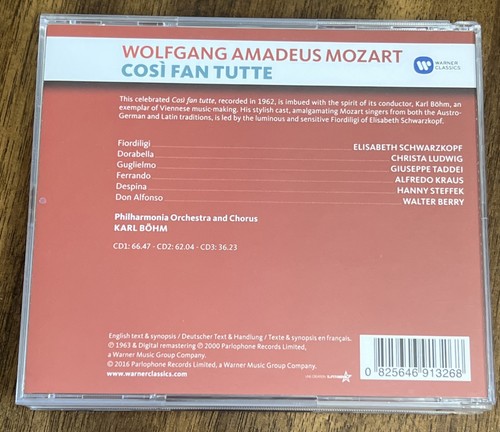 WOLFGANG AMADEUS MOZART
COSÌ FAN TUTTE
WARNER
CLASSICS
This celebrated Così fan tutte, recorded in 1962, is imbued with the spirit of its conductor, Karl Böhm, an
exemplar of Viennese music-making. His stylish cast, amalgamating Mozart singers from both the Austro-
German and Latin traditions, is led by the luminous and sensitive Fiordiligi of Elisabeth Schwarzkopf.
Fiordiligi ELISABETH SCHWARZKOPF
Dorabella CHRISTA LUDWIG
Guglielmo GIUSEPPE TADDEI
Ferrando ALFREDO KRAUS
Despina HANNY STEFFEK
Don Alfonso WALTER BERRY
Philharmonia Orchestra and Chorus
KARL BÖHM
CD1: 66.47 · CD2: 62.04 · CD3: 36.23
English text & synopsis / Deutscher Text & Handlung / Texte & synopsis en français.
℗ 1963 & Digital remastering ℗ 2000 Parlophone Records Limited,
a Warner Music Group Company.
© 2016 Parlophone Records Limited, a Warner Music Group Company.
www.warnerclassics.com
0 825646 913268